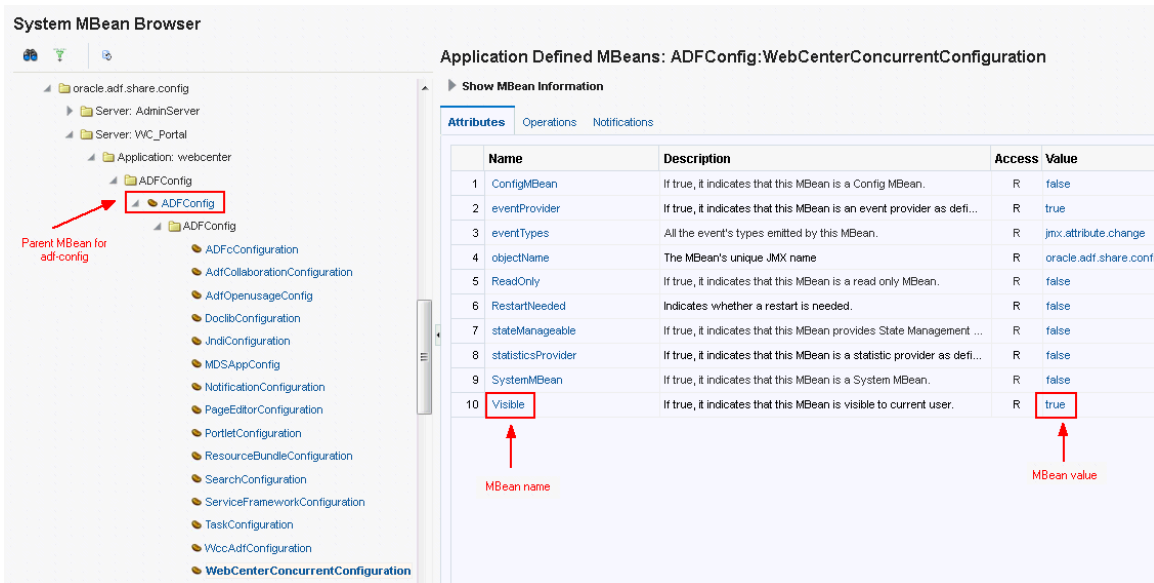 System MBean Browser
oracle.adf.share.config
Server: AdminServer
Server: WC_Portal
Application: webcenter
ADFConfig
ADFConfig
ADFConfig
Parent MBean for
adf-config
ADFcConfiguration
AdfCollaborationConfiguration
AdfOpenusageConfig
DoclibConfiguration
JndiConfiguration
MDSAppConfig
NotificationConfiguration
PageEditorConfiguration
PortletConfiguration
ResourceBundleConfiguration
SearchConfiguration
ServiceFrameworkConfiguration
TaskConfiguration
WccAdfConfiguration
WebCenterConcurrentConfiguration
Application Defined MBeans: ADFConfig:WebCenterConcurrentConfiguration
Show MBean Information
Attributes Operations Notifications
Name Description Access Value
1 ConfigMBean If true, it indicates that this MBean is a Config MBean. R false
2 eventProvider If true, it indicates that this MBean is an event provider as defi... R true
3 eventTypes All the event's types emitted by this MBean. R jmx.attribute.change
4 objectName The MBean's unique JMX name R oracle.adf.share.conf
5 ReadOnly If true, it indicates that this MBean is a read only MBean. R false
6 RestartNeeded Indicates whether a restart is needed. R false
7 stateManageable If true, it indicates that this MBean provides State Management ... R false
8 statisticsProvider If true, it indicates that this MBean is a statistic provider as defi... R false
9 SystemMBean If true, it indicates that this MBean is a System MBean. R false
10 Visible If true, it indicates that this MBean is visible to current user. R true
MBean name
MBean value